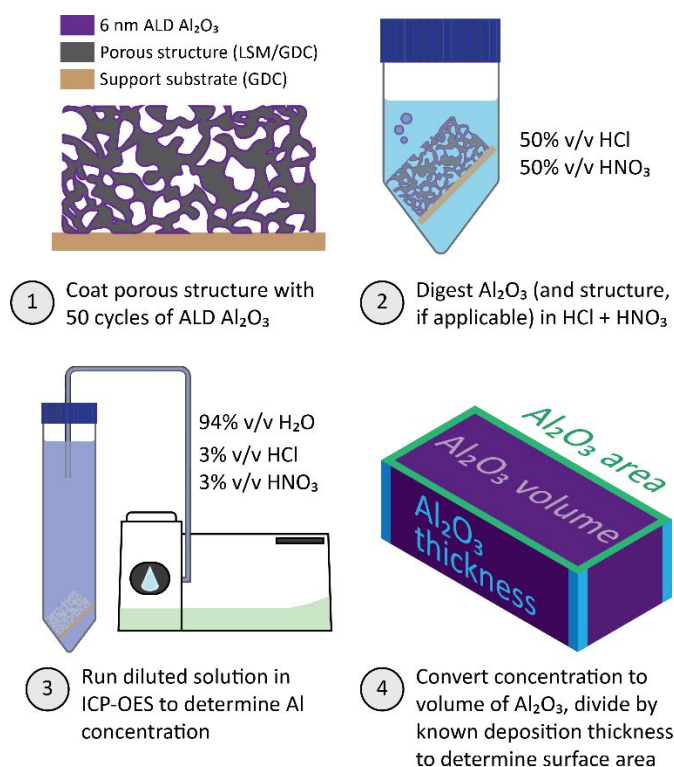 6 nm ALD Al₂O₃
Porous structure (LSM/GDC)
Support substrate (GDC)
50% v/v HCl
50% v/v HNO₃
1 Coat porous structure with
50 cycles of ALD Al₂O₃
2 Digest Al₂O₃ (and structure,
if applicable) in HCl + HNO₃
94% v/v H₂O
3% v/v HCl
3% v/v HNO₃
Al₂O₃ area
Al₂O₃ volume
Al₂O₃
thickness
3 Run diluted solution in
ICP-OES to determine Al
concentration
4 Convert concentration to
volume of Al₂O₃, divide by
known deposition thickness
to determine surface area